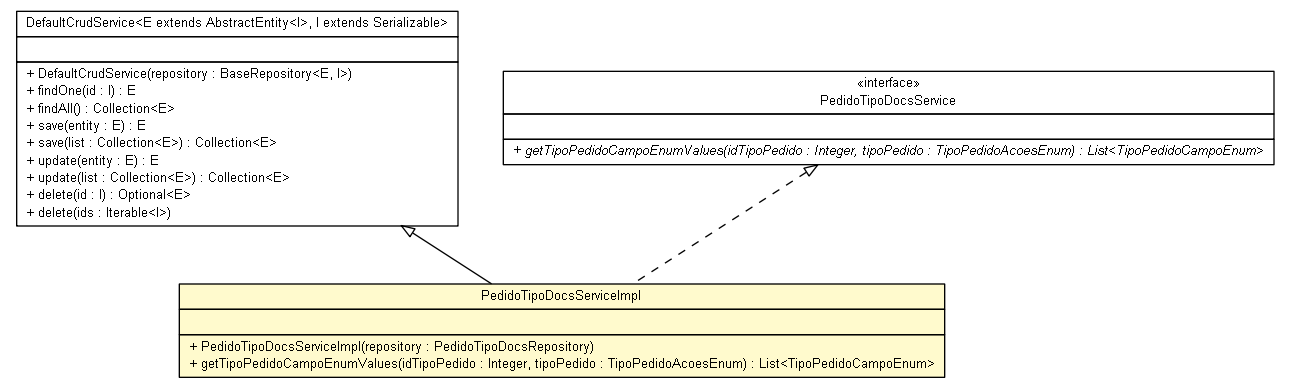 DefaultCrudService<E extends AbstractEntity<I>, I extends Serializable>
+ DefaultCrudService(repository : BaseRepository<E, I>)
+ findOne(id : I) : E
+ findAll() : Collection<E>
+ save(entity : E) : E
+ save(list : Collection<E>) : Collection<E>
+ update(entity : E) : E
+ update(list : Collection<E>) : Collection<E>
+ delete(id : I) : Optional<E>
+ delete(ids : Iterable<I>)
«interface»
PedidoTipoDocsService
+ getTipoPedidoCampoEnumValues(idTipoPedido : Integer, tipoPedido : TipoPedidoAcoesEnum) : List<TipoPedidoCampoEnum>
PedidoTipoDocsServiceImpl
+ PedidoTipoDocsServiceImpl(repository : PedidoTipoDocsRepository)
+ getTipoPedidoCampoEnumValues(idTipoPedido : Integer, tipoPedido : TipoPedidoAcoesEnum) : List<TipoPedidoCampoEnum>